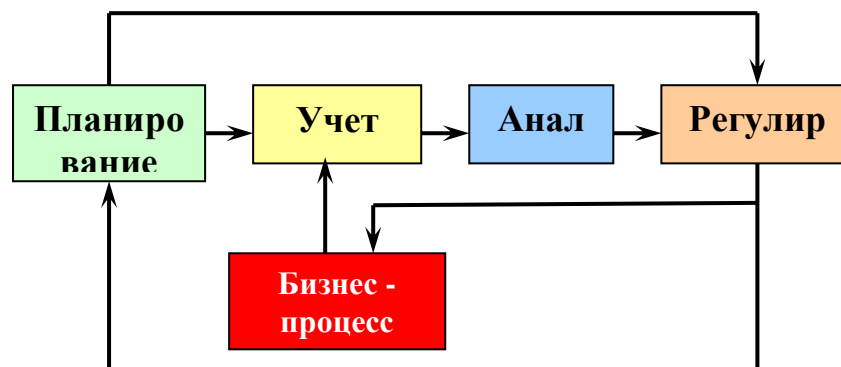 Планиро
вание
Учет
Анал
Регулир
Бизнес -
процесс